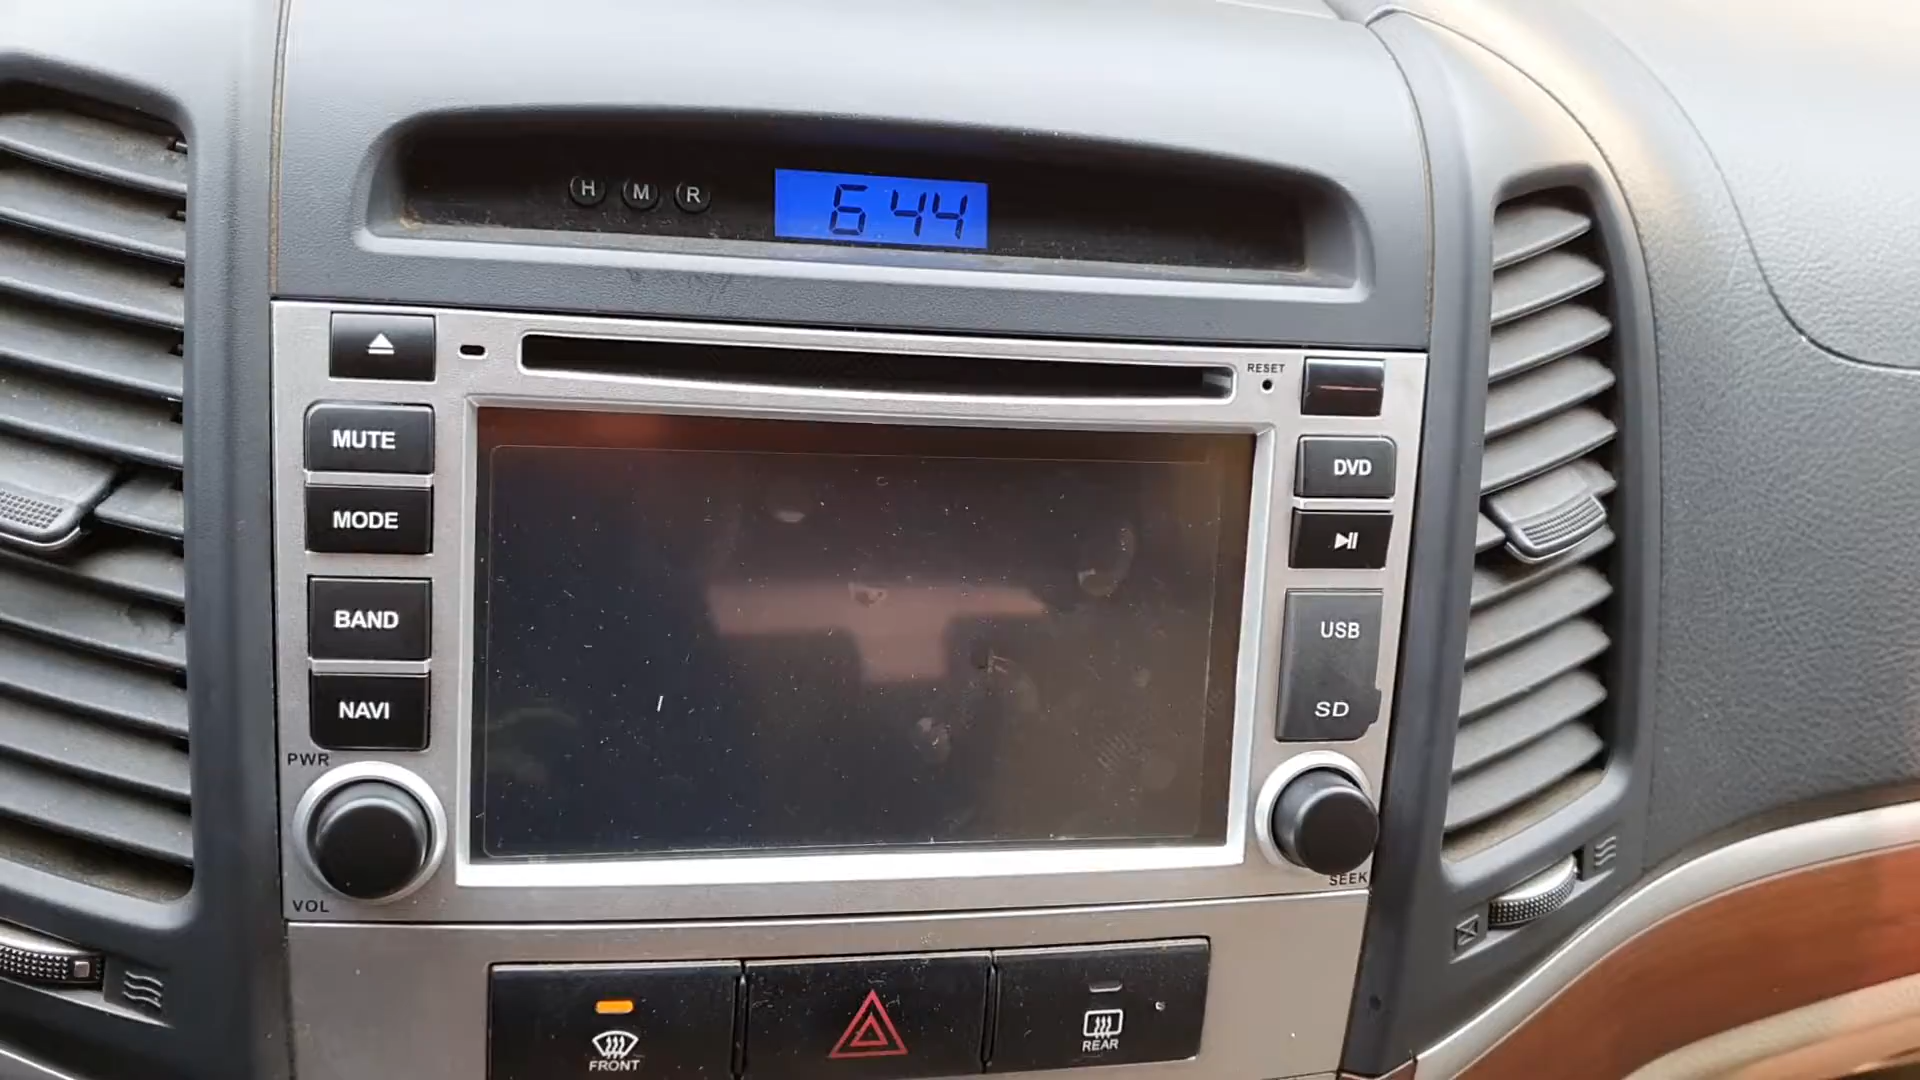 H M R
6:44
RESET
MUTE
DVD
MODE
BAND
USB
NAVI
SD
PWR
VOL
SEEK
FRONT
REAR